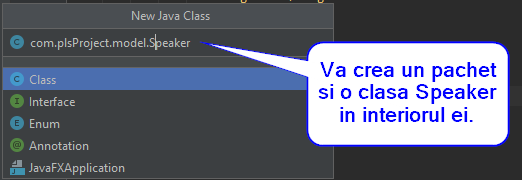 New Java Class
com.plsProject.model.Speaker
Class
Interface
Enum
Annotation
JavaFXApplication
Va crea un pachet
si o clasa Speaker
in interiorul ei.